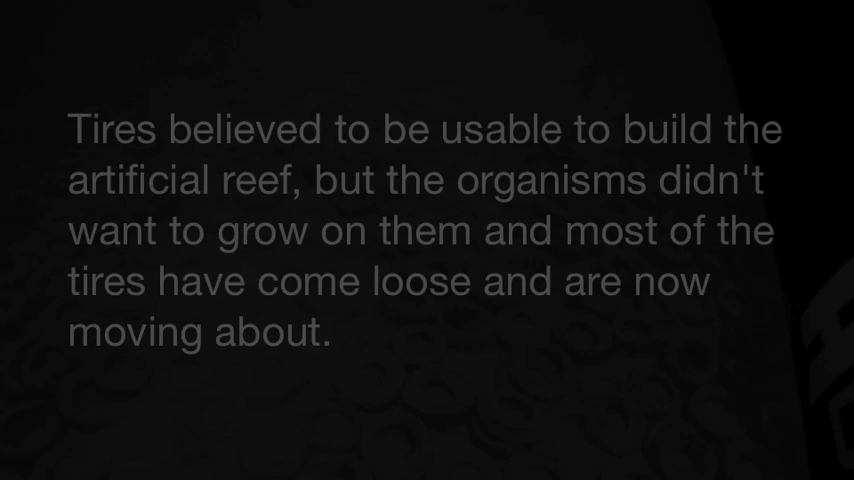 Tires believed to be usable to build the
artificial reef, but the organisms didn't
want to grow on them and most of the
tires have come loose and are now
moving about.